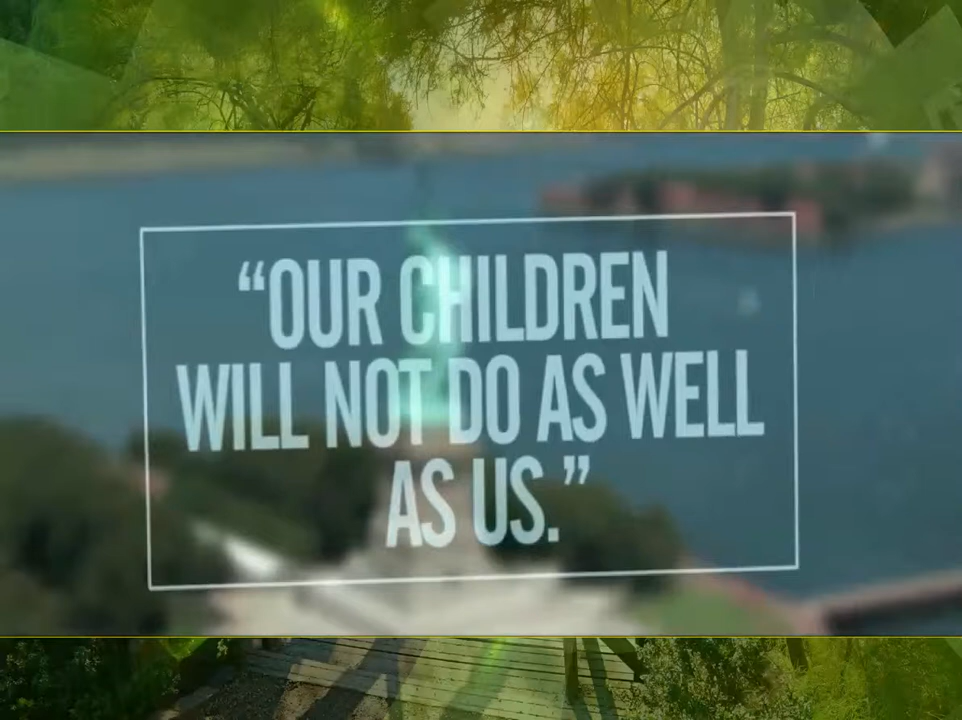 “OUR CHILDREN
WILL NOT DO AS WELL
AS US.”